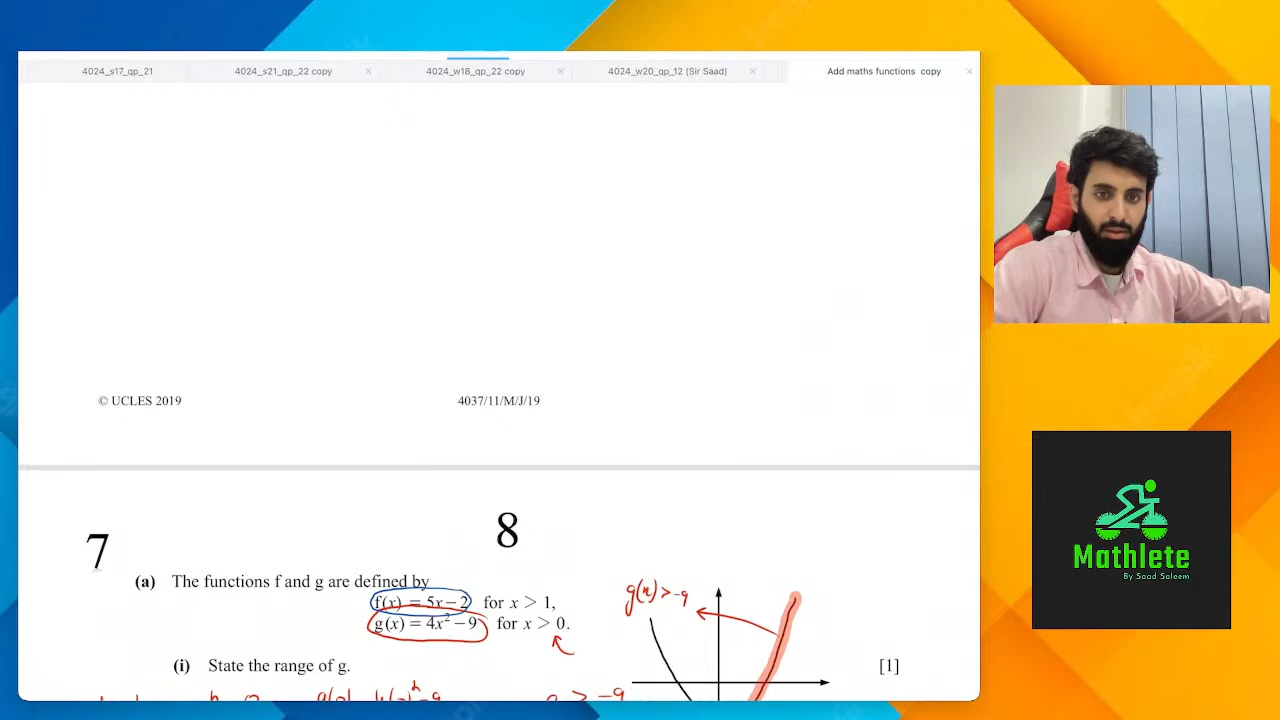 4024_s17_qp_21
4024_s21_qp_22 copy
4024_w18_qp_22 copy
4024_w20_qp_12 (Sir Saad)
Add maths functions copy
© UCLES 2019
4037/11/M/J/19
7
8
(a) The functions f and g are defined by
f(x) = 5x − 2 for x > 1,
g(x) = 4x² − 9 for x > 0.
g(x) > -9
(i) State the range of g.
[1]
> -9
Mathlete
By Saad Saleem